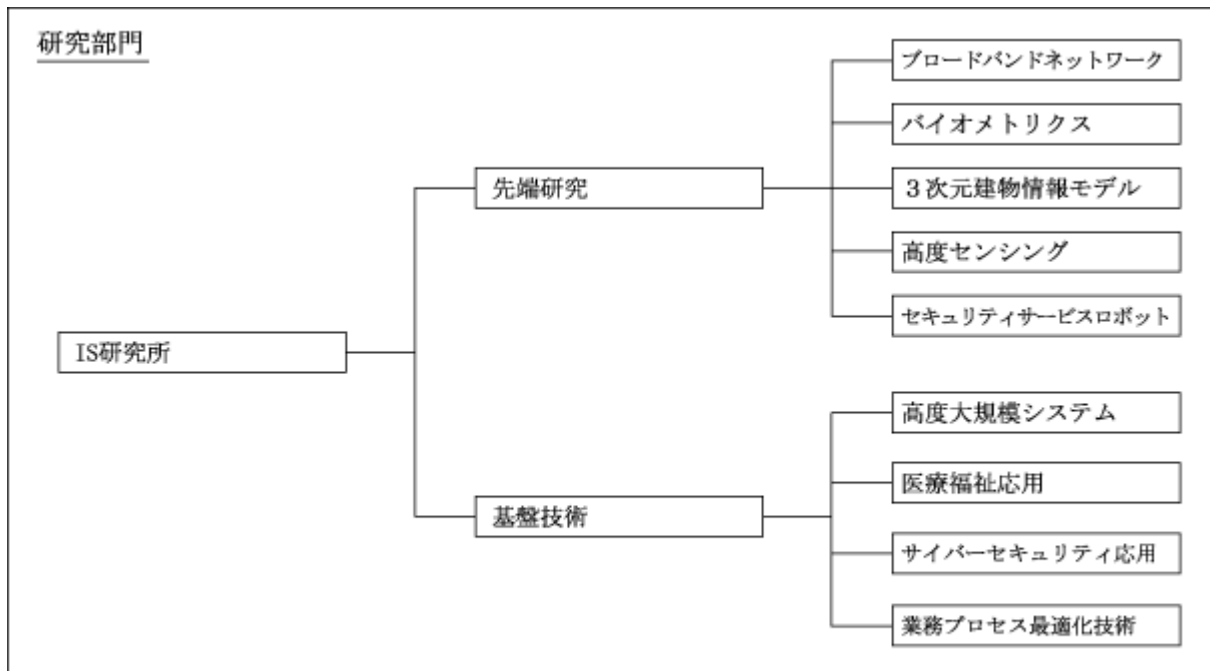 研究部門
IS研究所
先端研究
ブロードバンドネットワーク
バイオメトリクス
3次元建物情報モデル
高度センシング
セキュリティサービスロボット
基盤技術
高度大規模システム
医療福祉応用
サイバーセキュリティ応用
業務プロセス最適化技術